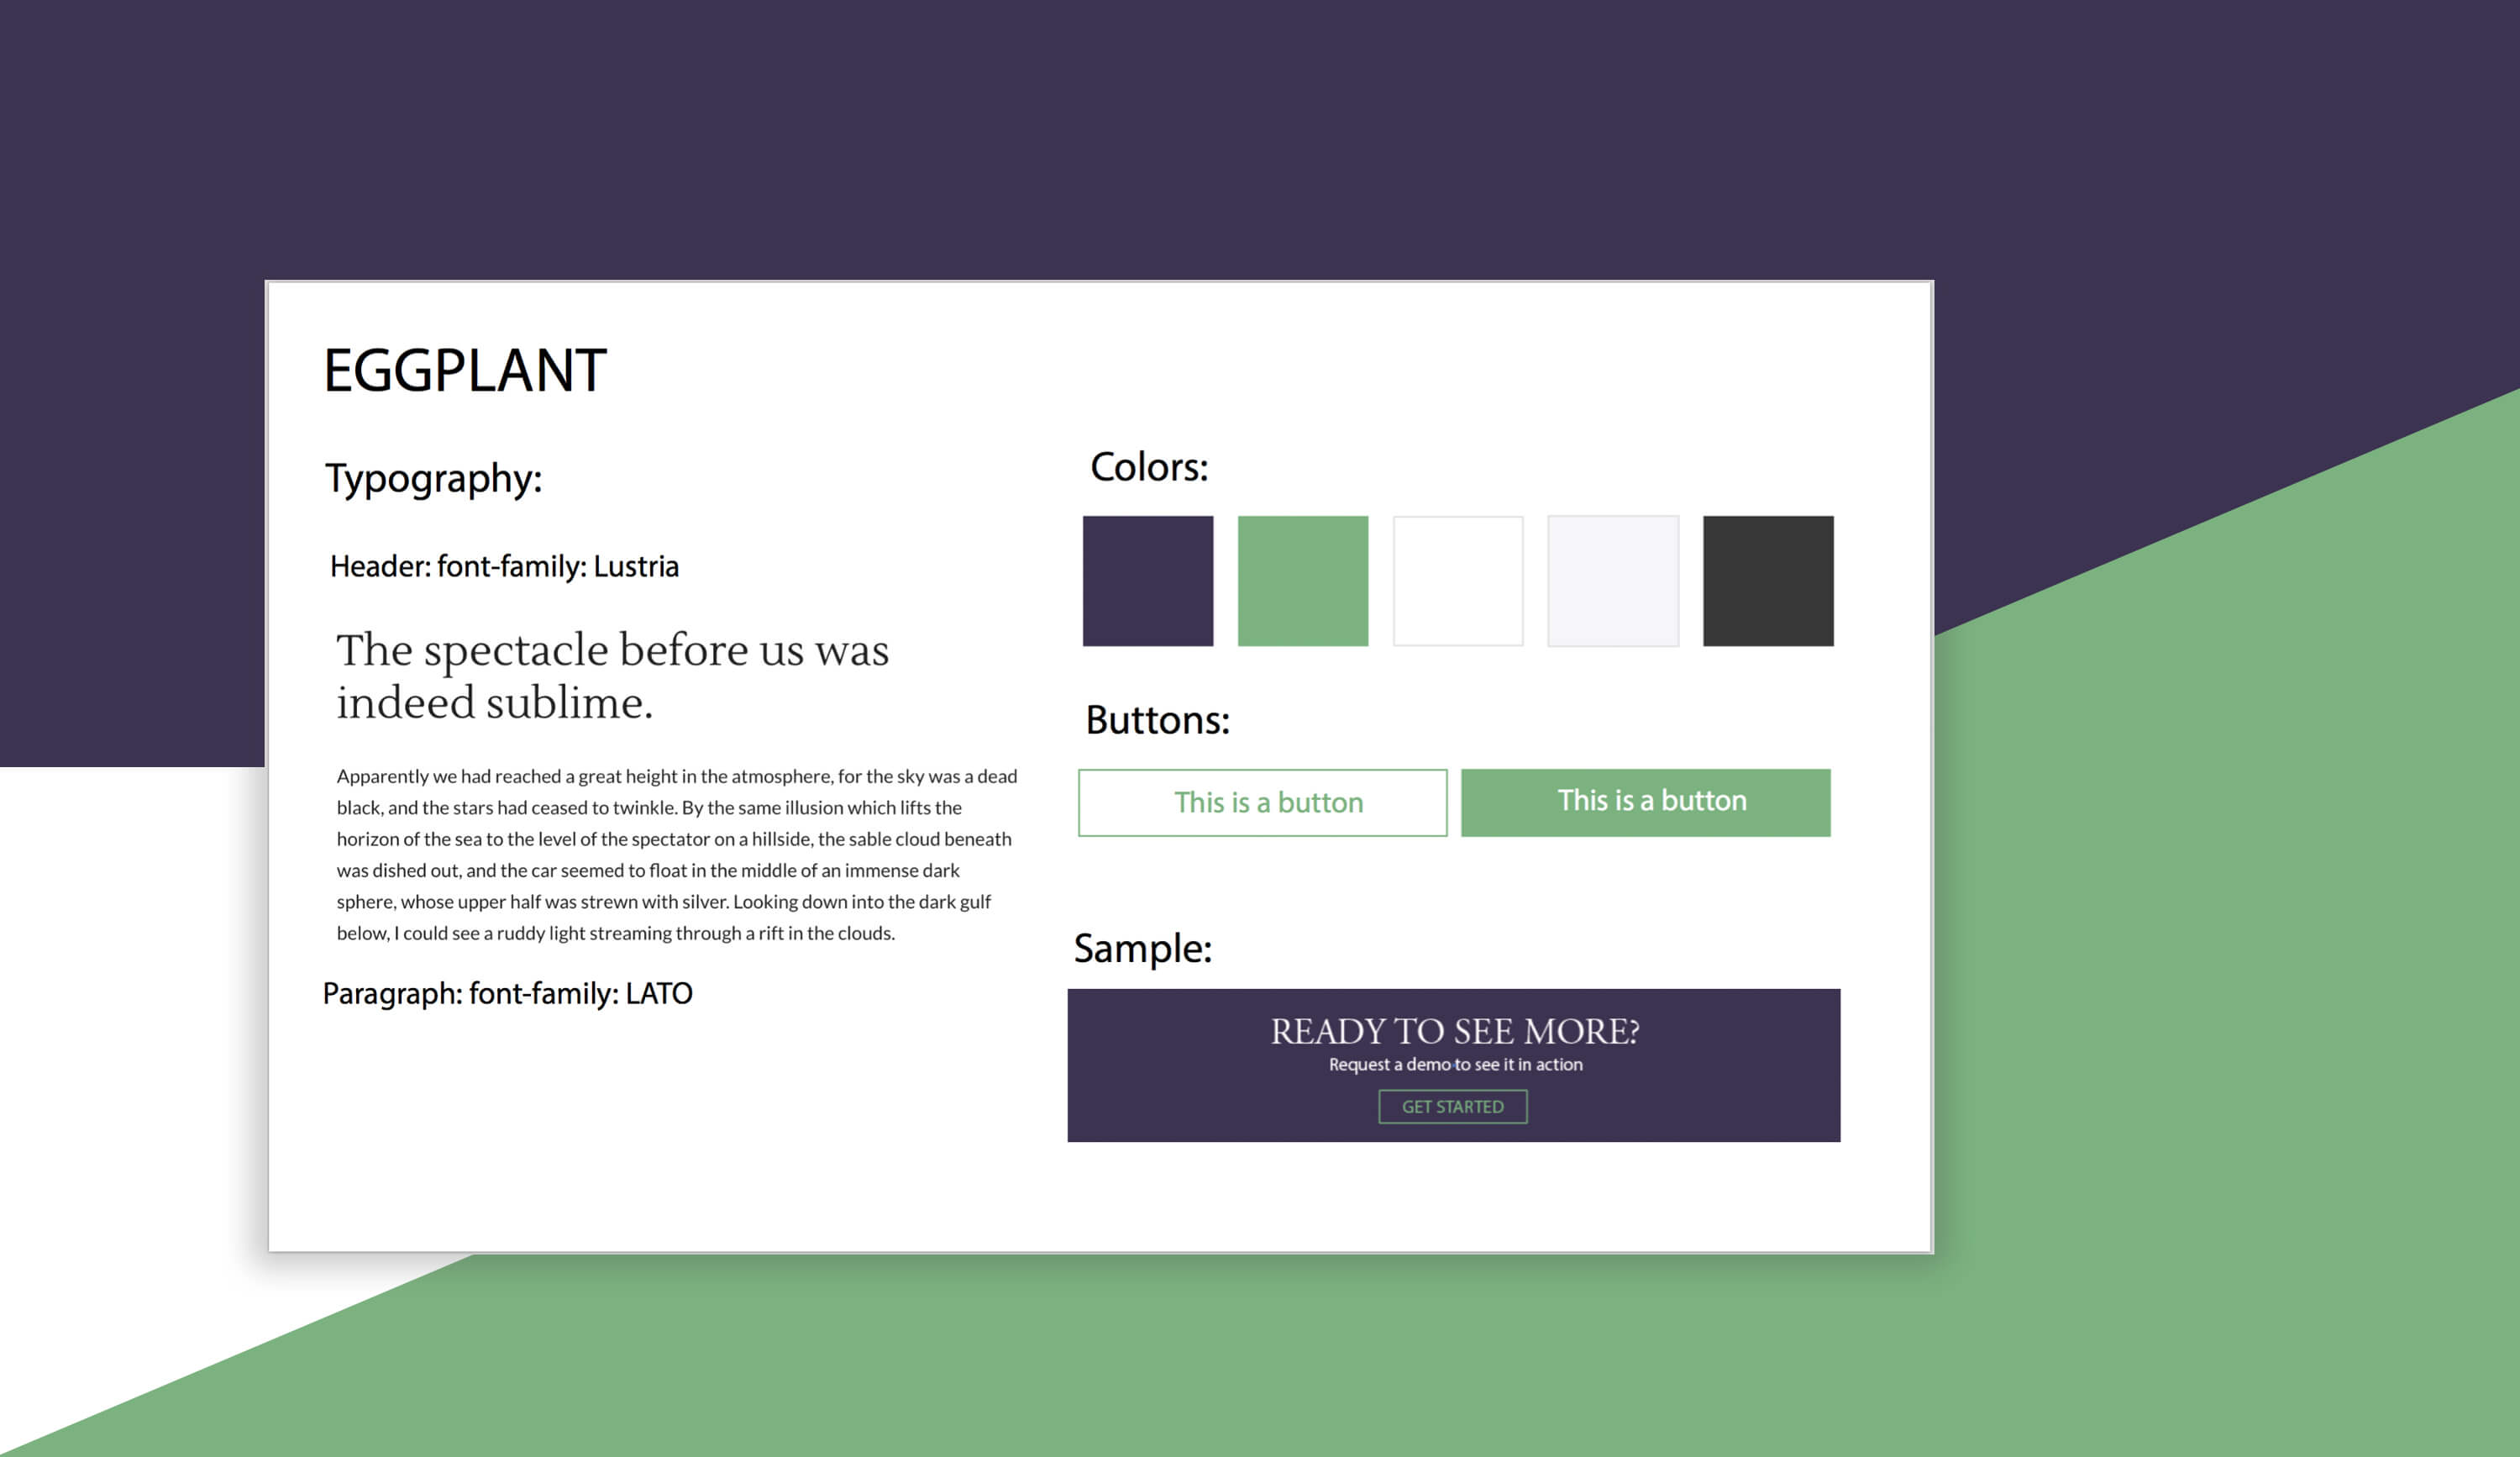 EGGPLANT
Typography:
Header: font-family: Lustria
The spectacle before us was
indeed sublime.
Apparently we had reached a great height in the atmosphere, for the sky was a dead
black, and the stars had ceased to twinkle. By the same illusion which lifts the
horizon of the sea to the level of the spectator on a hillside, the sable cloud beneath
was dished out, and the car seemed to float in the middle of an immense dark
sphere, whose upper half was strewn with silver. Looking down into the dark gulf
below, I could see a ruddy light streaming through a rift in the clouds.
Paragraph: font-family: LATO
Colors:
Buttons:
This is a button
This is a button
Sample:
READY TO SEE MORE?
Request a demo to see it in action
GET STARTED